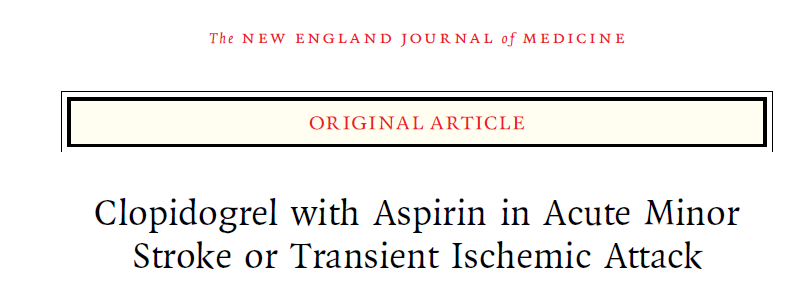 The NEW ENGLAND JOURNAL of MEDICINE
ORIGINAL ARTICLE
Clopidogrel with Aspirin in Acute Minor
Stroke or Transient Ischemic Attack